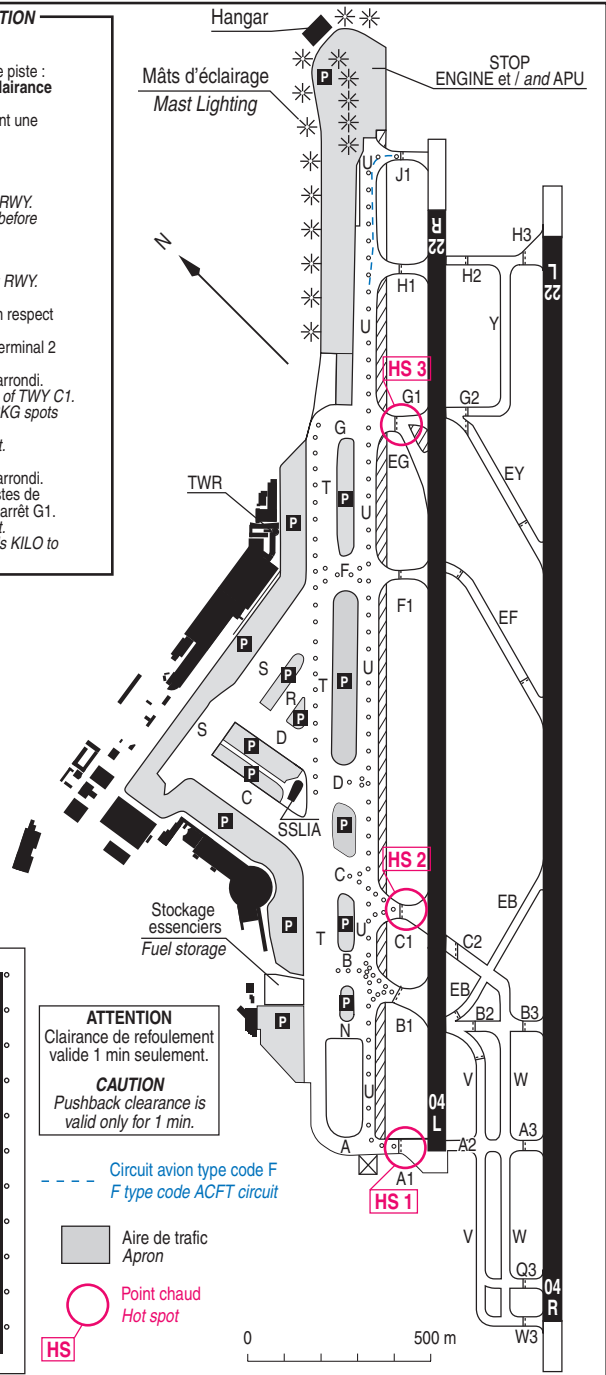 TION
e piste :
lairance
nt une
RWY.
before
RWY.
n respect
erminal 2
arrondi.
of TWY C1.
KG spots
t.
arrondi.
stes de
arrêt G1.
t.
s KILO to
Hangar
Mâts d'éclairage
Mast Lighting
STOP
ENGINE et / and APU
P
N
U
J1
22 R
H3
22 L
H1
H2
U
Y
HS 3
G1
G2
G
EG
EY
TWR
T
P
P
U
F
F1
EF
P
S
P
T
P
U
R
P
S
D
P
P
C
D
SSLIA
P
P
HS 2
C
EB
Stockage
essenciers
Fuel storage
P
P
T
U
C1
C2
B
EB
P
P
N
B1
B2
B3
ATTENTION
Clairance de refoulement
valide 1 min seulement.
CAUTION
Pushback clearance is
valid only for 1 min.
U
V
W
04 L
A
A1
A2
A3
HS 1
Circuit avion type code F
F type code ACFT circuit
V
W
Aire de trafic
Apron
Q3
04 R
Point chaud
Hot spot
W3
HS
0 500 m